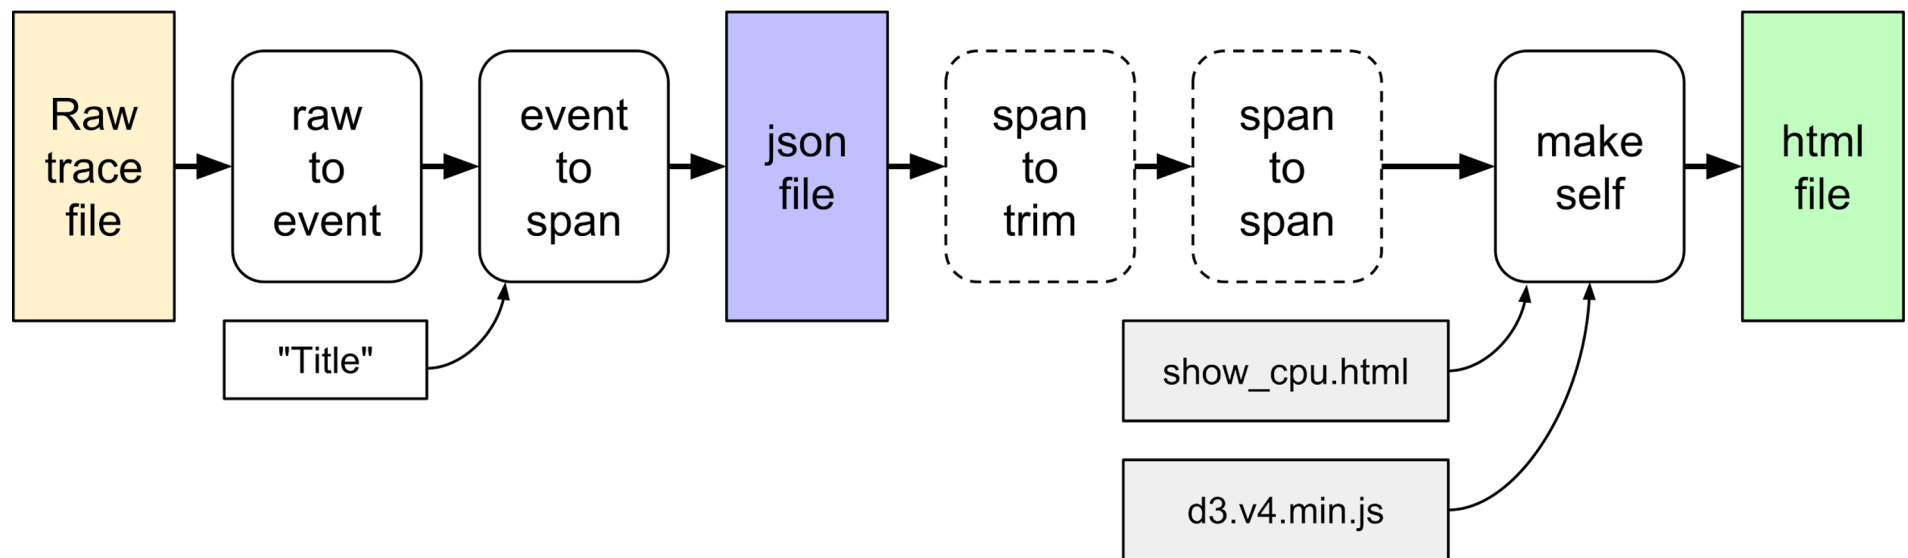 Raw
trace
file
raw
to
event
event
to
span
json
file
span
to
trim
span
to
span
make
self
html
file
"Title"
show_cpu.html
d3.v4.min.js